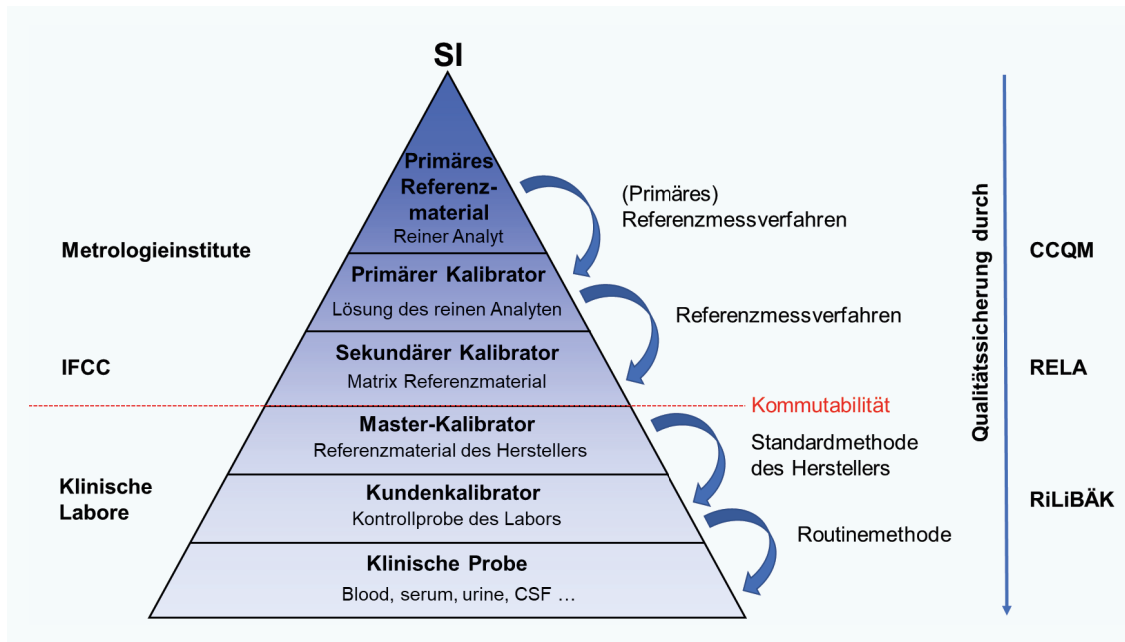 SI
Primäres
Referenz-
material
Reiner Analyt
(Primäres)
Referenzmessverfahren
Metrologieinstitute
CCQM
Primärer Kalibrator
Lösung des reinen Analyten
Referenzmessverfahren
Sekundärer Kalibrator
Matrix Referenzmaterial
IFCC
RELA
Kommutabilität
Master-Kalibrator
Referenzmaterial des Herstellers
Standardmethode
des Herstellers
Klinische
Labore
Kundenkalibrator
Kontrollprobe des Labors
RiLiBÄK
Routinemethode
Klinische Probe
Blood, serum, urine, CSF ...
Qualitätssicherung durch